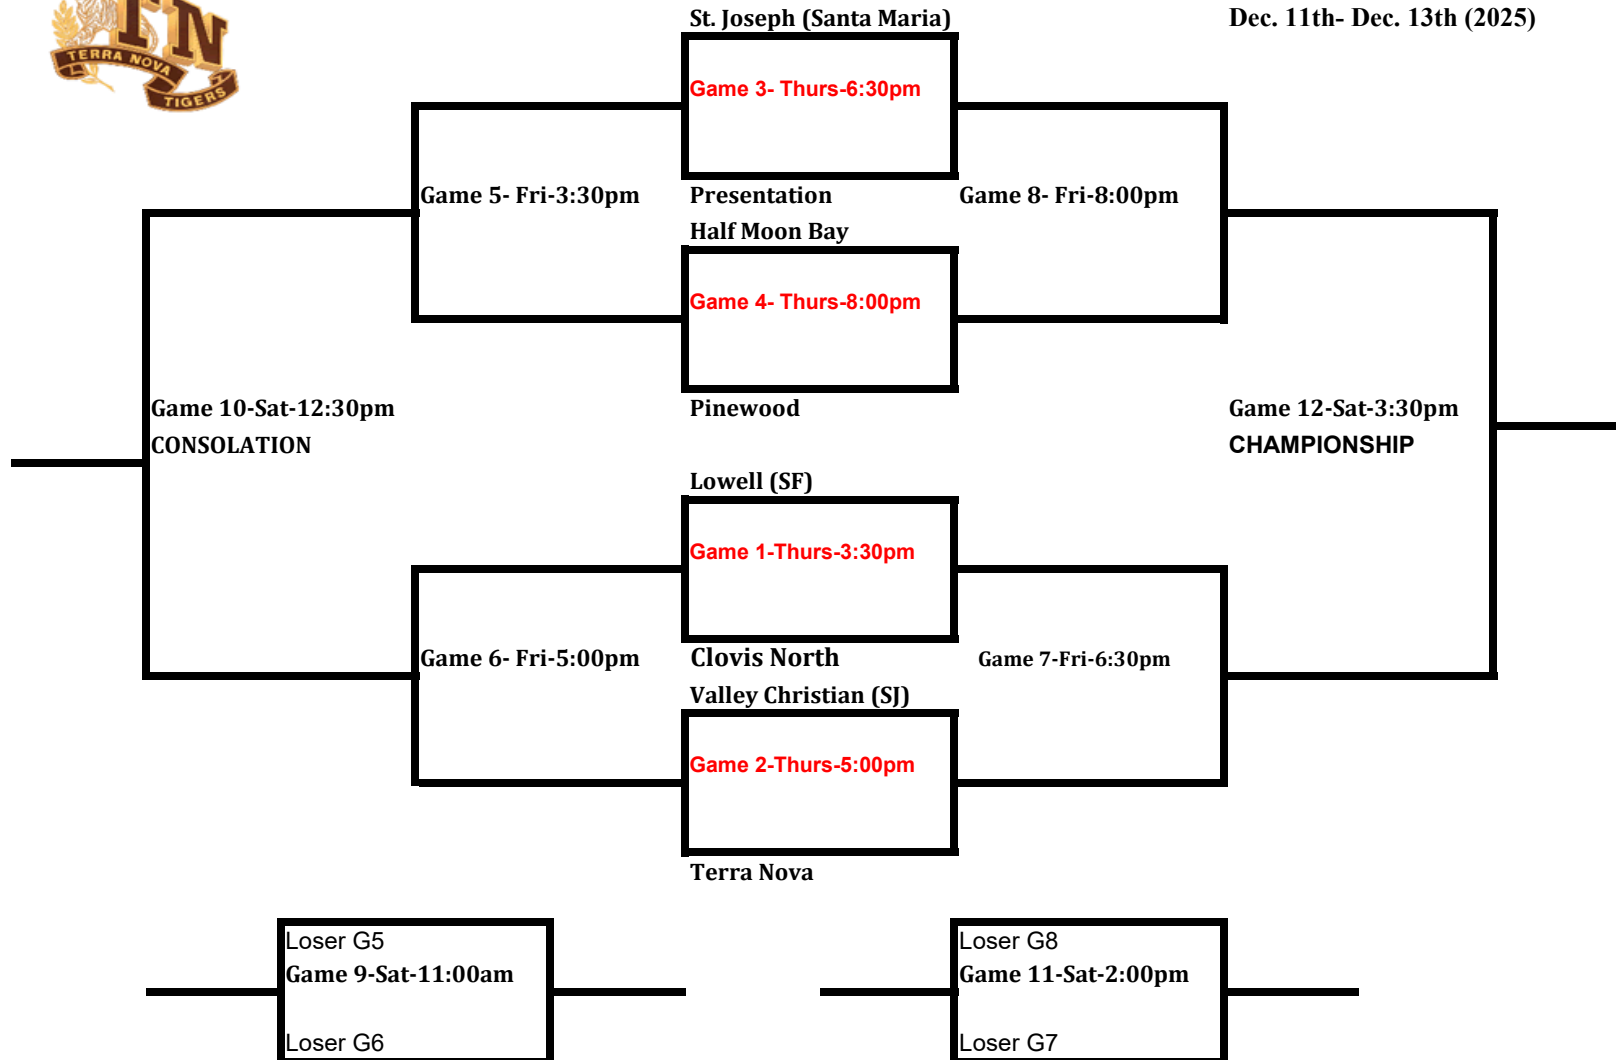 TN
TERRA NOVA
TIGERS
St. Joseph (Santa Maria)
Dec. 11th- Dec. 13th (2025)
Game 3- Thurs-6:30pm
Game 5- Fri-3:30pm
Presentation
Game 8- Fri-8:00pm
Half Moon Bay
Game 4- Thurs-8:00pm
Game 10-Sat-12:30pm
Pinewood
Game 12-Sat-3:30pm
CONSOLATION
CHAMPIONSHIP
Lowell (SF)
Game 1-Thurs-3:30pm
Game 6- Fri-5:00pm
Clovis North
Game 7-Fri-6:30pm
Valley Christian (SJ)
Game 2-Thurs-5:00pm
Terra Nova
Loser G5
Loser G8
Game 9-Sat-11:00am
Game 11-Sat-2:00pm
Loser G6
Loser G7